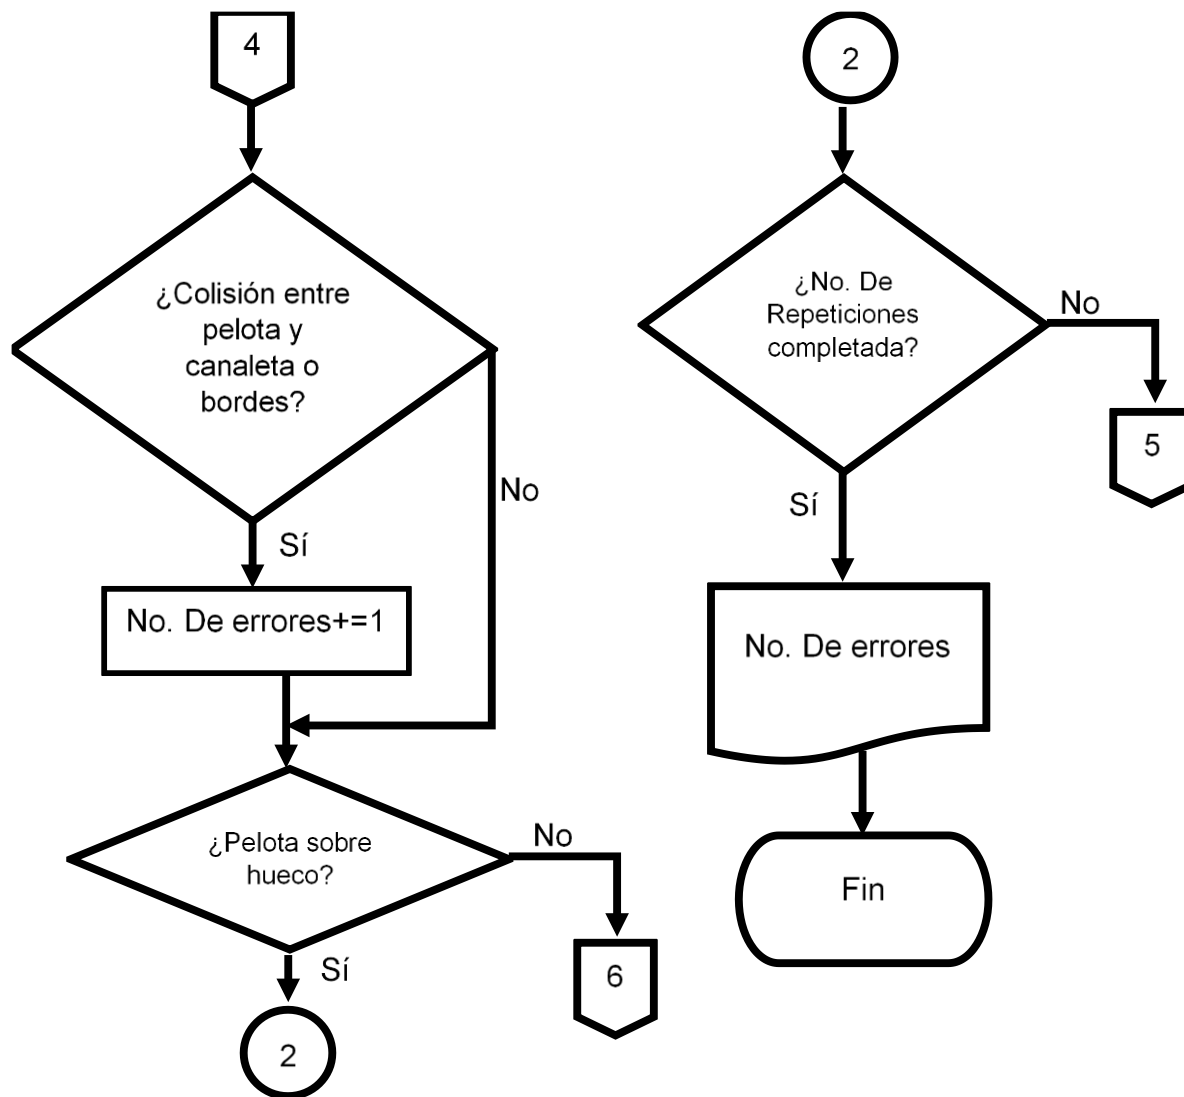 4
¿Colisión entre
pelota y
canaleta o
bordes?
No
Sí
No. De errores+=1
¿Pelota sobre
hueco?
No
6
Sí
2
2
¿No. De
Repeticiones
completada?
No
5
Sí
No. De errores
Fin